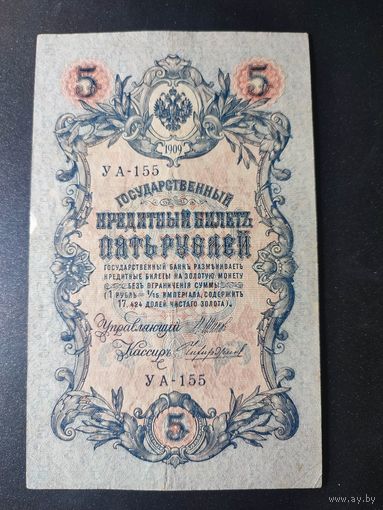 5 5
1909
УА-155
ГОСУДАРСТВЕННЫЙ
КРЕДИТНЫЙ БИЛЕТЪ
ПЯТЬ РУБЛЕЙ
ГОСУДАРСТВЕННЫЙ БАНКЪ РАЗМѢНИВАЕТЪ
КРЕДИТНЫЕ БИЛЕТЫ НА ЗОЛОТУЮ МОНЕТУ
БЕЗЪ ОГРАНИЧЕНІЯ СУММЫ
(1 РУБЛЬ = 1/15 ИМПЕРІАЛА, СОДЕРЖИТЪ
17,424 ДОЛЕЙ ЧИСТАГО ЗОЛОТА).
Управляющій
Кассиръ
УА-155
5
ay.by